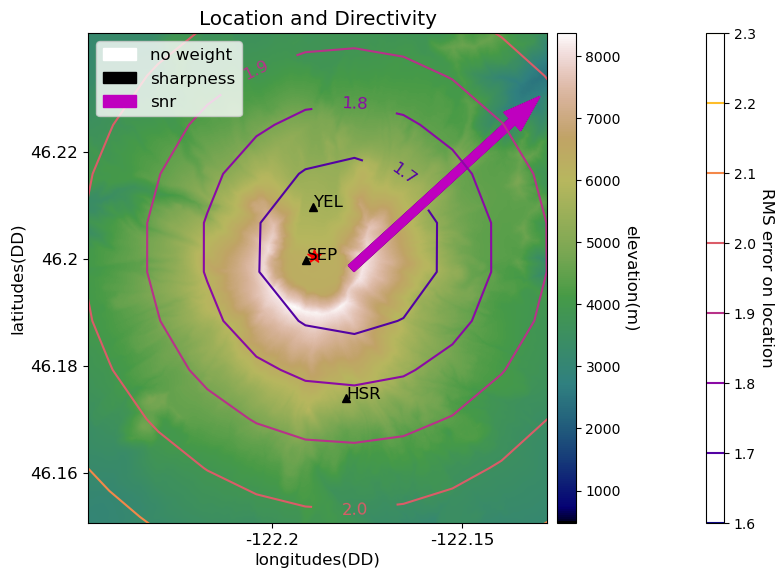 Location and Directivity
no weight
sharpness
snr
1.9
1.8
1.7
YEL
SEP
HSR
2.0
46.22
46.2
46.18
46.16
latitudes(DD)
-122.2
-122.15
longitudes(DD)
8000
7000
6000
5000
4000
3000
2000
1000
elevation(m)
2.3
2.2
2.1
2.0
1.9
1.8
1.7
1.6
RMS error on location